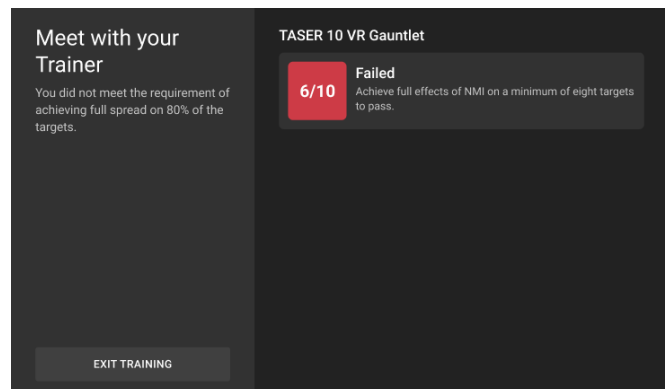 Meet with your
Trainer
You did not meet the requirement of
achieving full spread on 80% of the
targets.
EXIT TRAINING
TASER 10 VR Gauntlet
6/10
Failed
Achieve full effects of NMI on a minimum of eight targets
to pass.